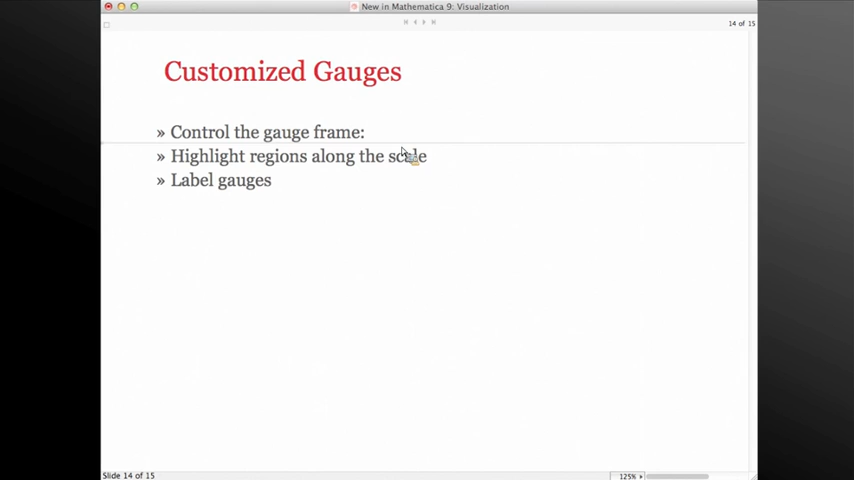 New in Mathematica 9: Visualization
14 of 15
Customized Gauges
» Control the gauge frame:
» Highlight regions along the scale
» Label gauges
Slide 14 of 15
125%